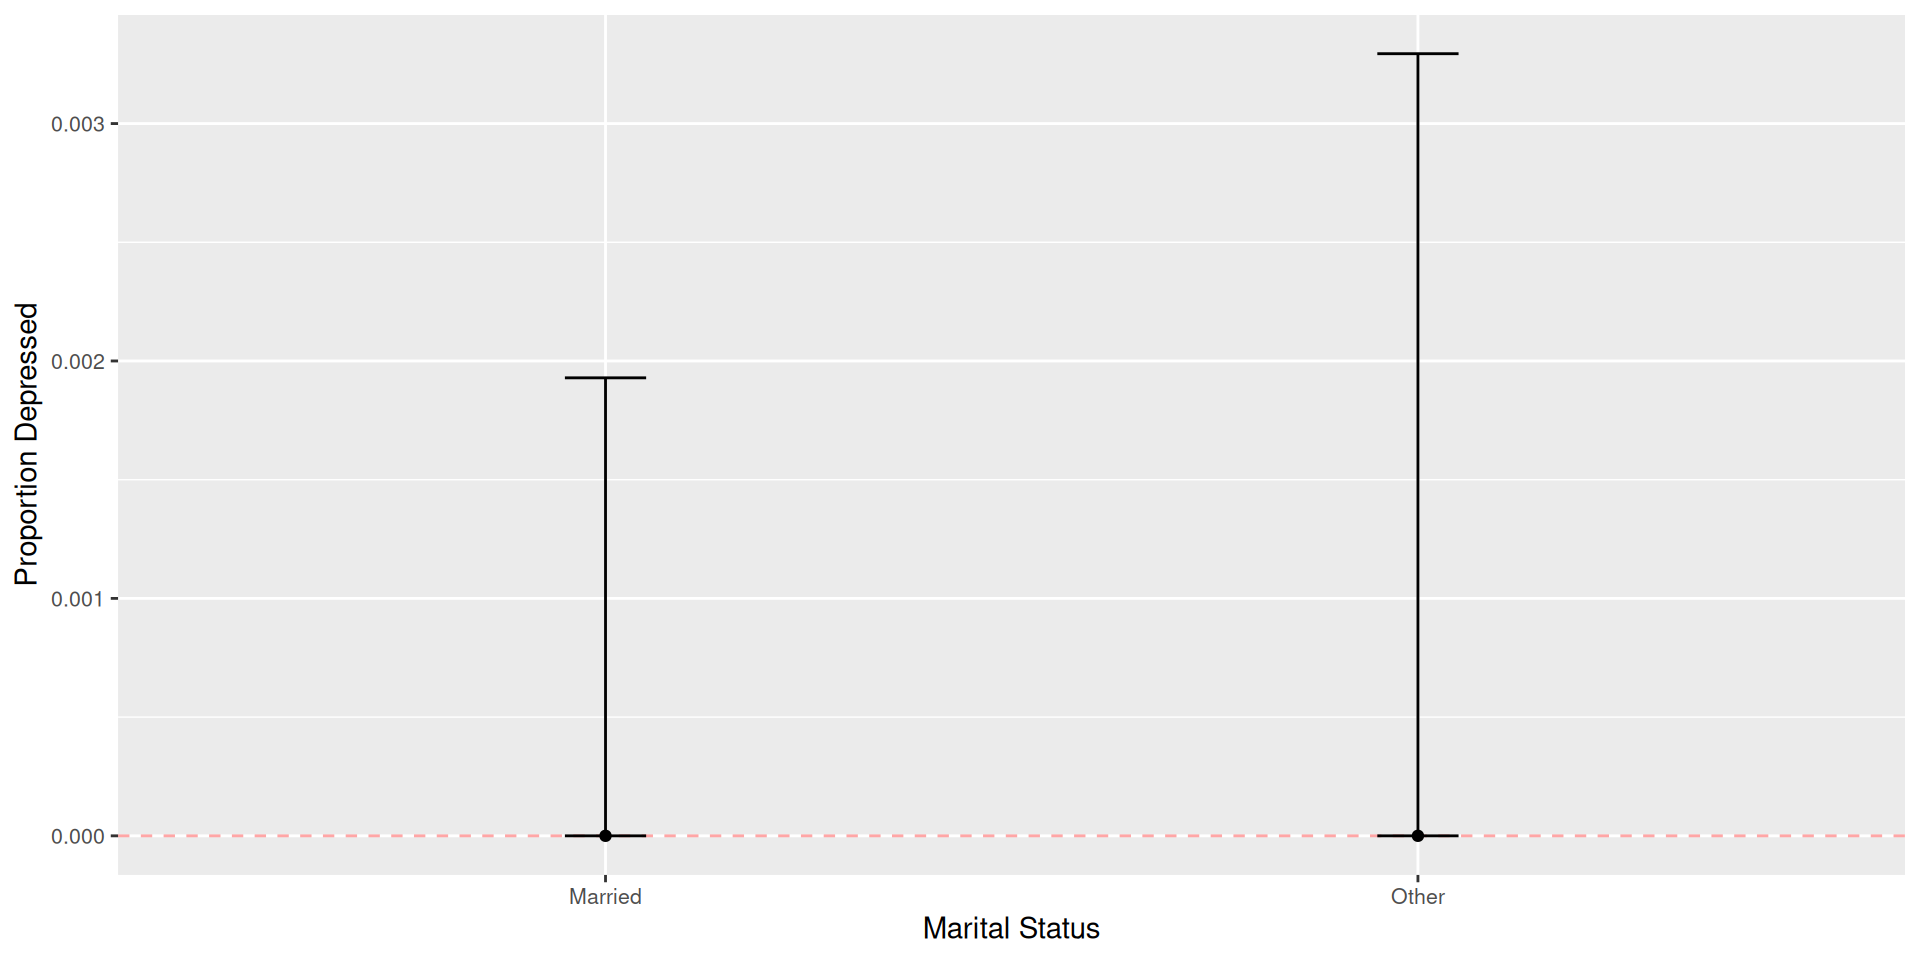 Proportion Depressed
0.003
0.002
0.001
0.000
Married
Other
Marital Status